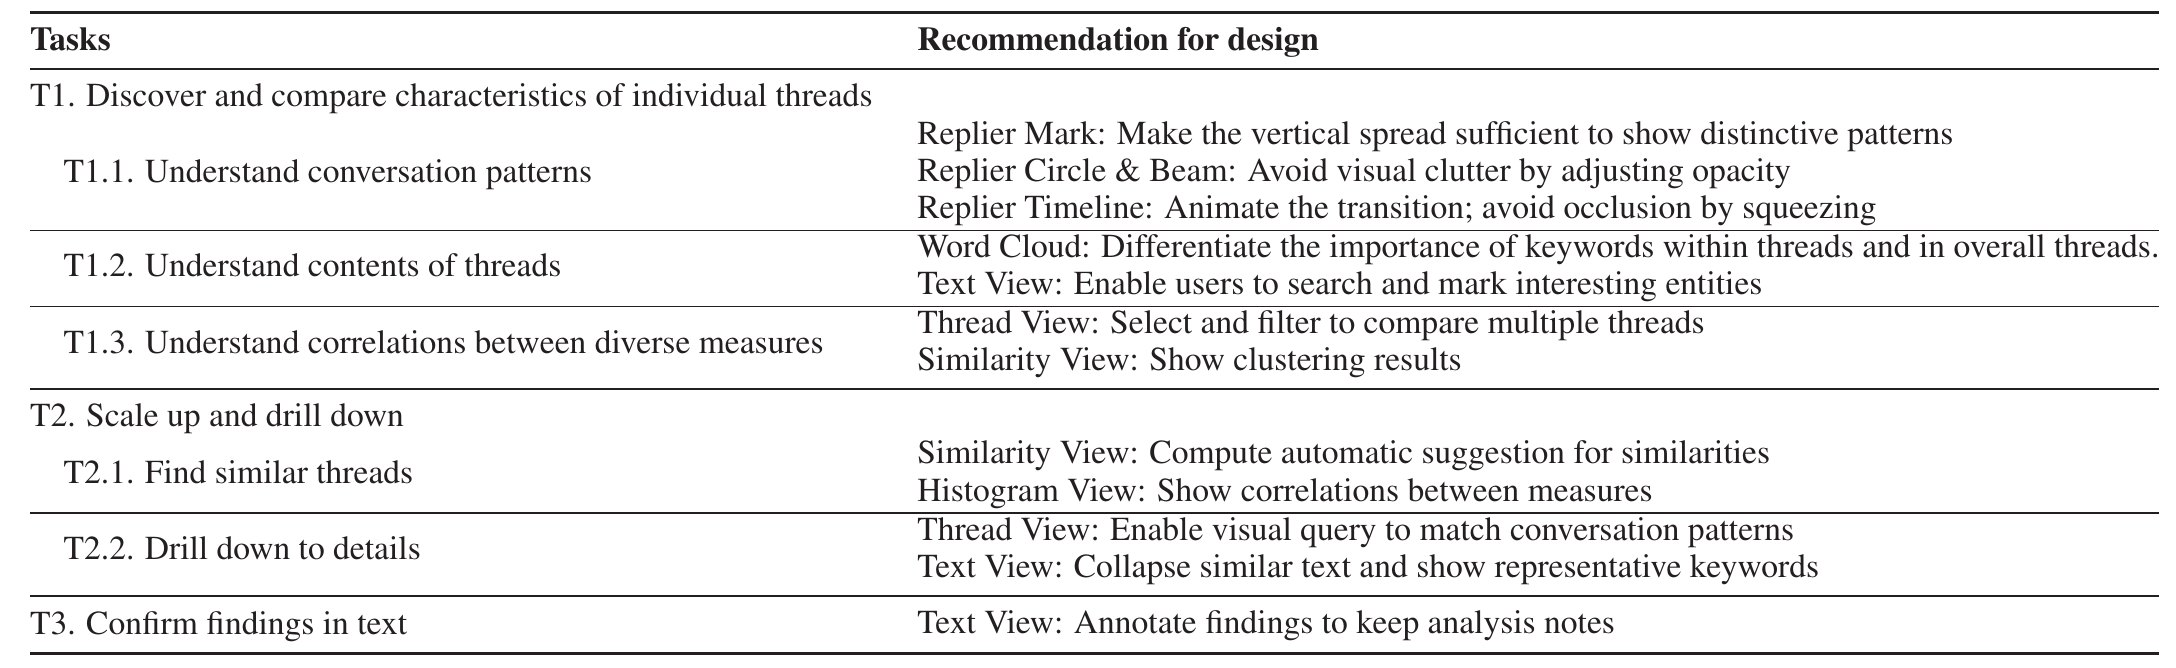 Tasks Recommendation for design
T1. Discover and compare characteristics of individual threads
Replier Mark: Make the vertical spread sufficient to show distinctive patterns
T1.1. Understand conversation patterns Replier Circle & Beam: Avoid visual clutter by adjusting opacity
Replier Timeline: Animate the transition; avoid occlusion by squeezing
Word Cloud: Differentiate the importance of keywords within threads and in overall threads.
T1.2. Understand contents of threads
Text View: Enable users to search and mark interesting entities
Thread View: Select and filter to compare multiple threads
T1.3. Understand correlations between diverse measures
Similarity View: Show clustering results
T2. Scale up and drill down
Similarity View: Compute automatic suggestion for similarities
T2.1. Find similar threads
Histogram View: Show correlations between measures
Thread View: Enable visual query to match conversation patterns
T2.2. Drill down to details
Text View: Collapse similar text and show representative keywords
T3. Confirm findings in text Text View: Annotate findings to keep analysis notes